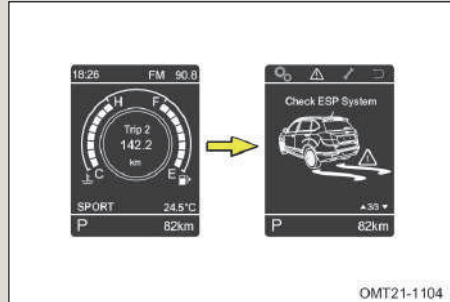 18:26 FM 90.8
H F
Trip 2
142.2
km
C E
SPORT 24.5°C
P 82km
Check ESP System
▲3/3▼
P 82km
OMT21-1104